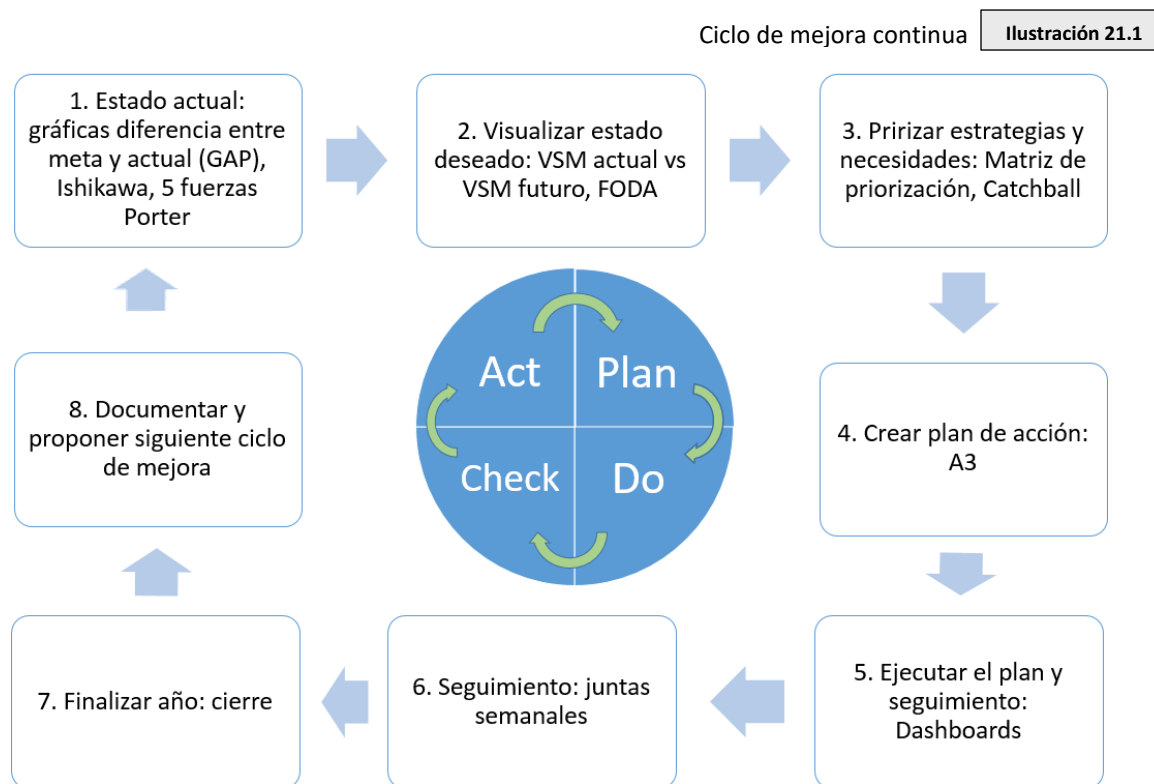 Ciclo de mejora continua
Ilustración 21.1
1. Estado actual:
gráficas diferencia entre
meta y actual (GAP),
Ishikawa, 5 fuerzas
Porter
2. Visualizar estado
deseado: VSM actual vs
VSM futuro, FODA
3. Pririzar estrategias y
necesidades: Matriz de
priorización, Catchball
4. Crear plan de acción:
A3
5. Ejecutar el plan y
seguimiento:
Dashboards
6. Seguimiento: juntas
semanales
7. Finalizar año: cierre
8. Documentar y
proponer siguiente ciclo
de mejora
Act
Plan
Check
Do